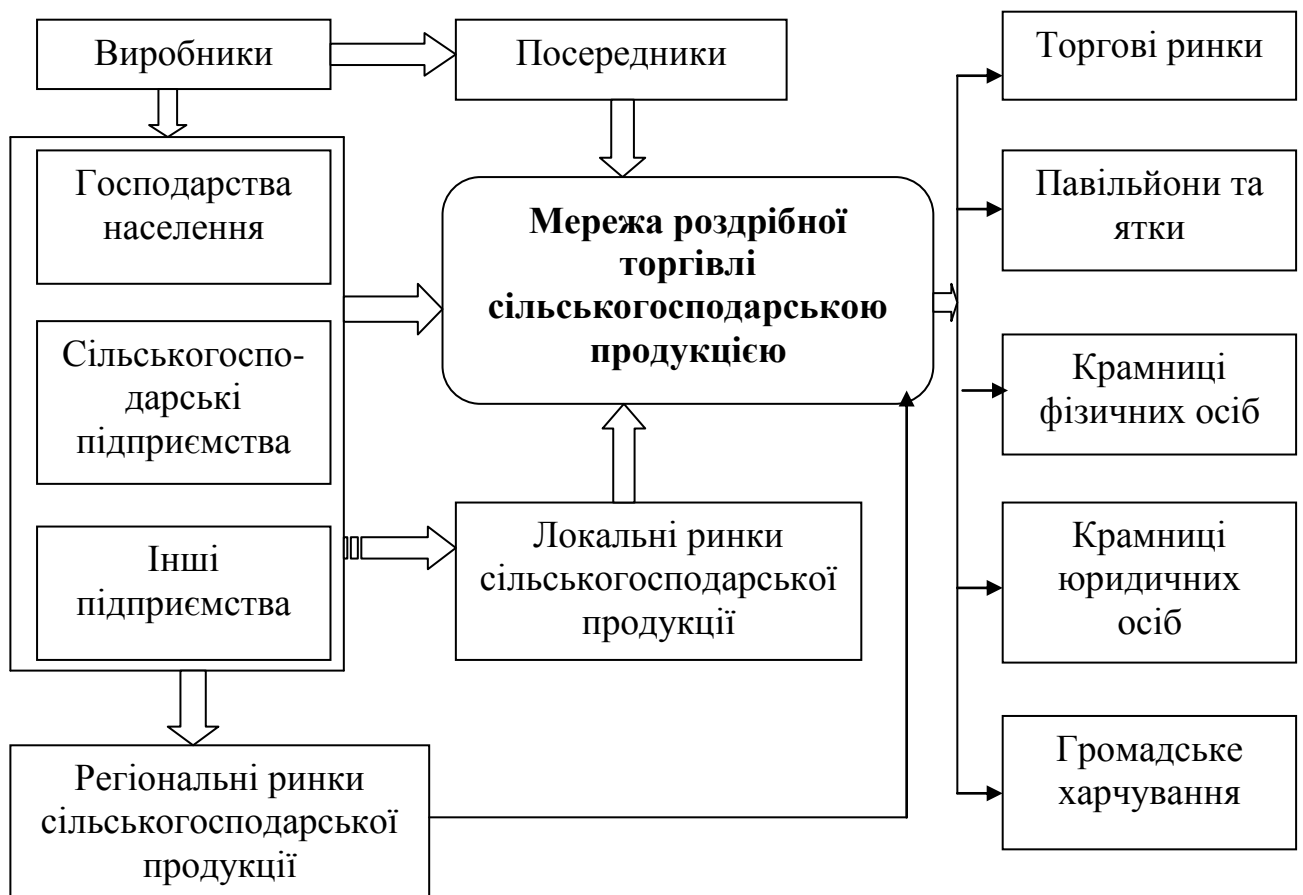 Виробники
Посередники
Торгові ринки
Господарства
населення
Мережа роздрібної
торгівлі
сільськогосподарською
продукцією
Павільйони та
ятки
Сільськогоспо-
дарські
підприємства
Крамниці
фізичних осіб
Інші
підприємства
Локальні ринки
сільськогосподарської
продукції
Крамниці
юридичних
осіб
Регіональні ринки
сільськогосподарської
продукції
Громадське
харчування